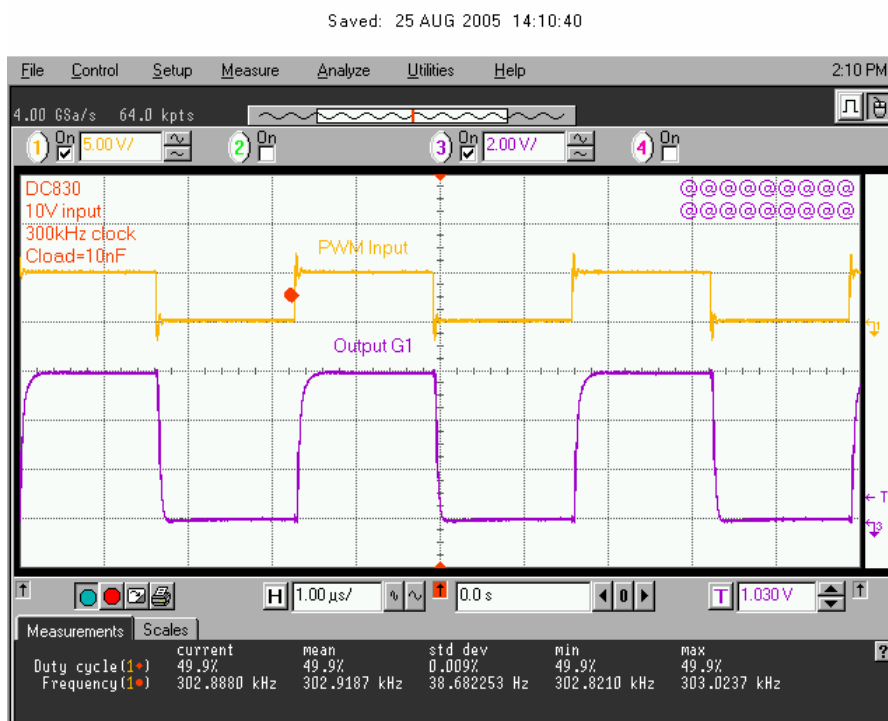 Saved: 25 AUG 2005 14:10:40
File Control Setup Measure Analyze Utilities Help 2:10 PM
4.00 GSa/s 64.0 kpts
1 On 5.00 V/ 2 On 3 On 2.00 V/ 4 On
DC830
10V input
300kHz clock
Cload=10nF
@@@@@@@@@
@@@@@@@@@
PWM Input
1
Output G1
T
3
H 1.00 µs/ 0.0 s 0 T 1.030 V
Measurements Scales
current mean std dev min max
Duty cycle(1) 49.9% 49.9% 0.009% 49.9% 49.9%
Frequency(1) 302.8880 kHz 302.9187 kHz 38.682253 Hz 302.8210 kHz 303.0237 kHz
?